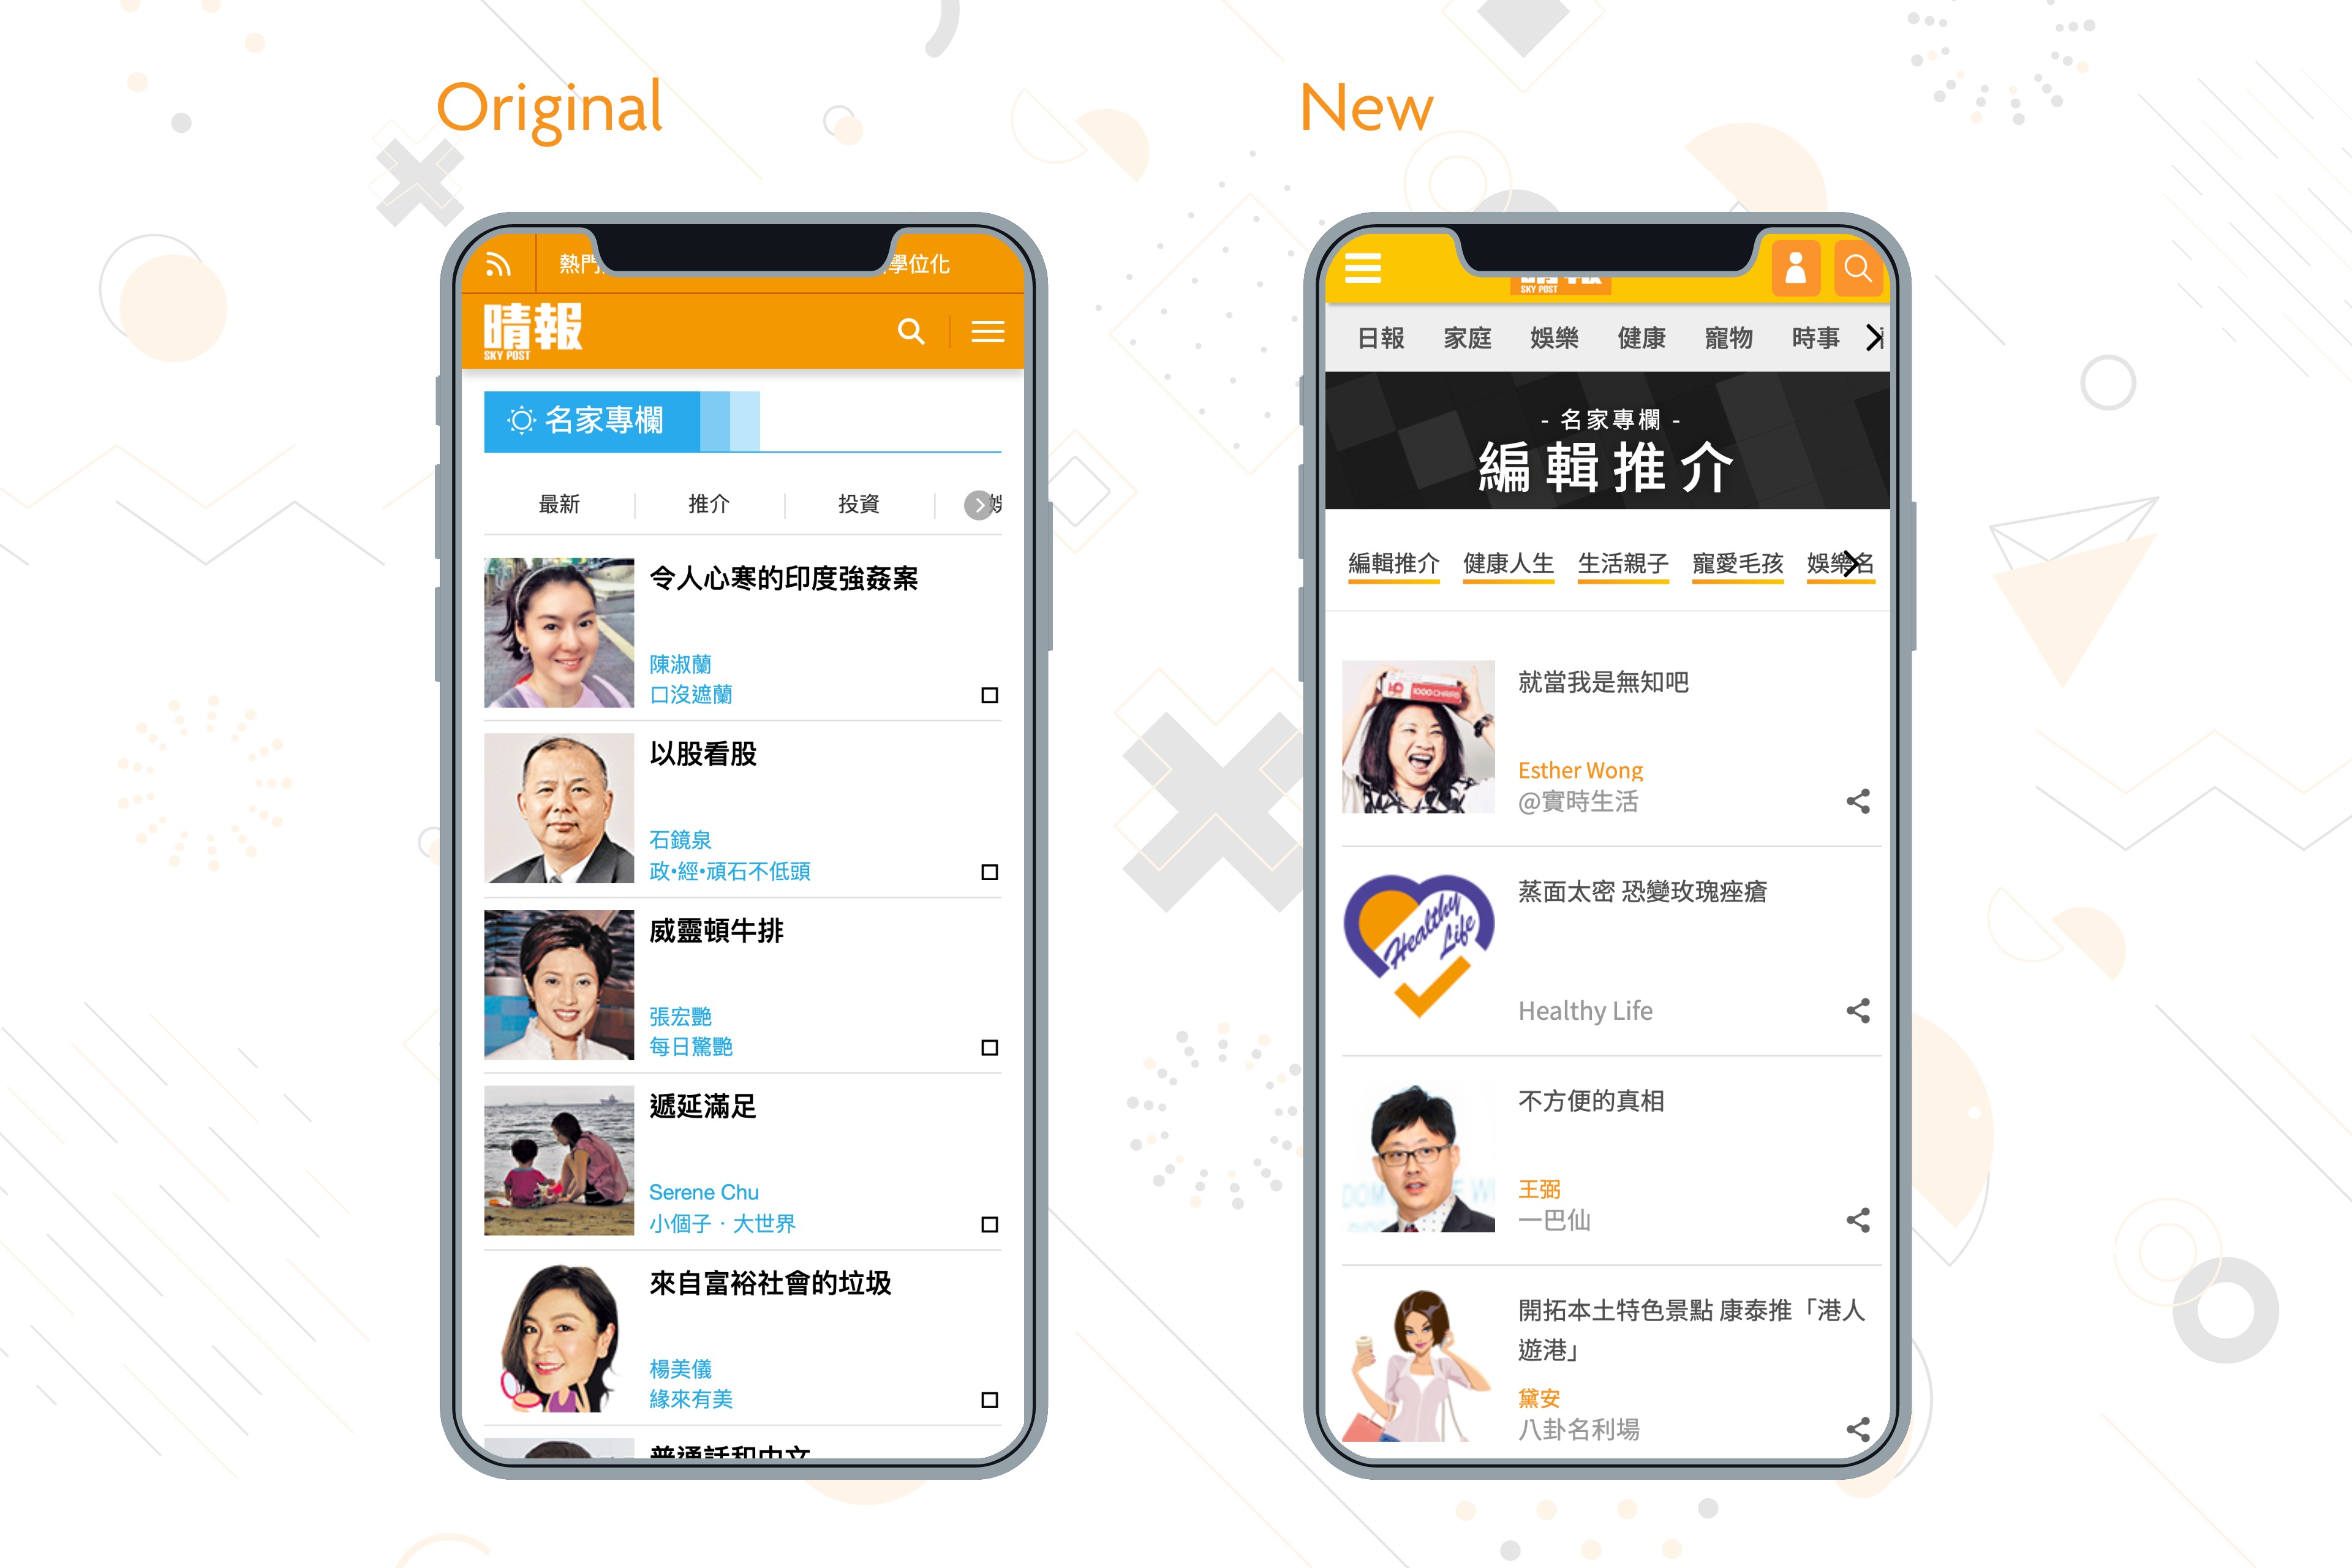 Original
New
熱門
學位化
晴報
SKY POST
名家專欄
最新
推介
投資
令人心寒的印度強姦案
陳淑蘭
口沒遮蘭
以股看股
石鏡泉
政•經•頑石不低頭
威靈頓牛排
張宏艷
每日驚艷
遞延滿足
Serene Chu
小個子‧大世界
來自富裕社會的垃圾
楊美儀
緣來有美
普通話和中文
SKY POST
日報 家庭 娛樂 健康 寵物 時事
- 名家專欄 -
編輯推介
編輯推介 健康人生 生活親子 寵愛毛孩 娛樂名
1000 CHAIRS
就當我是無知吧
Esther Wong
@實時生活
Healthy Life
蒸面太密 恐變玫瑰痤瘡
Healthy Life
不方便的真相
王弼
一巴仙
開拓本土特色景點 康泰推「港人
遊港」
黛安
八卦名利場